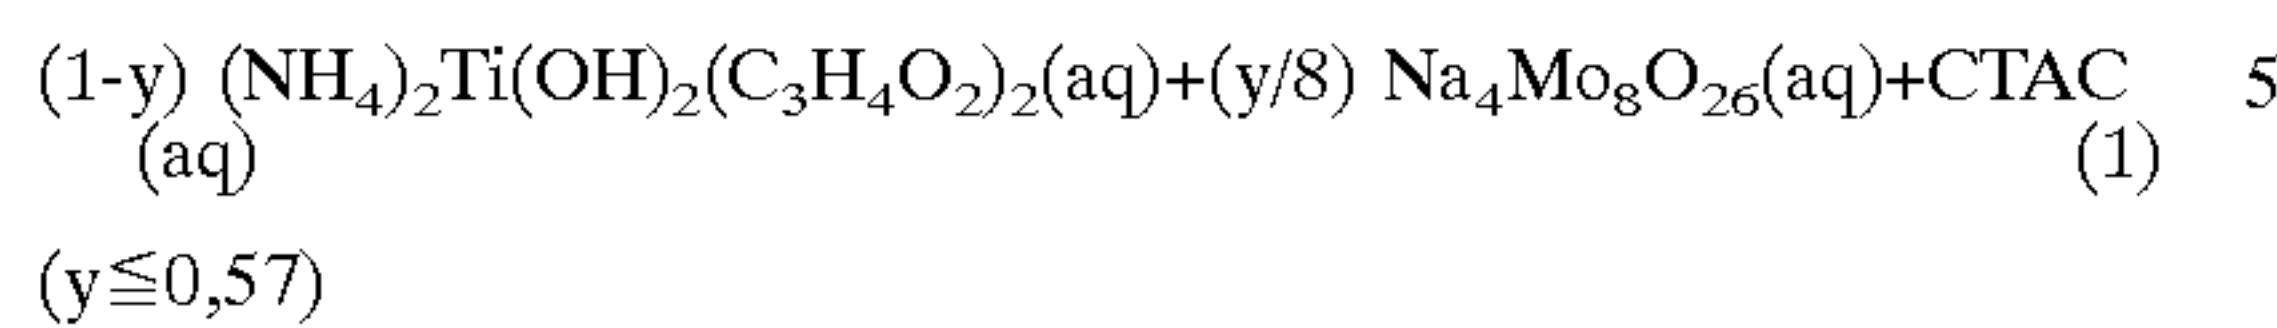 (1-y) (NH₄)₂Ti(OH)₂(C₃H₄O₂)₂(aq)+(y/8) Na₄Mo₈O₂₆(aq)+CTAC 5
(aq) (1)
(y≦0,57)